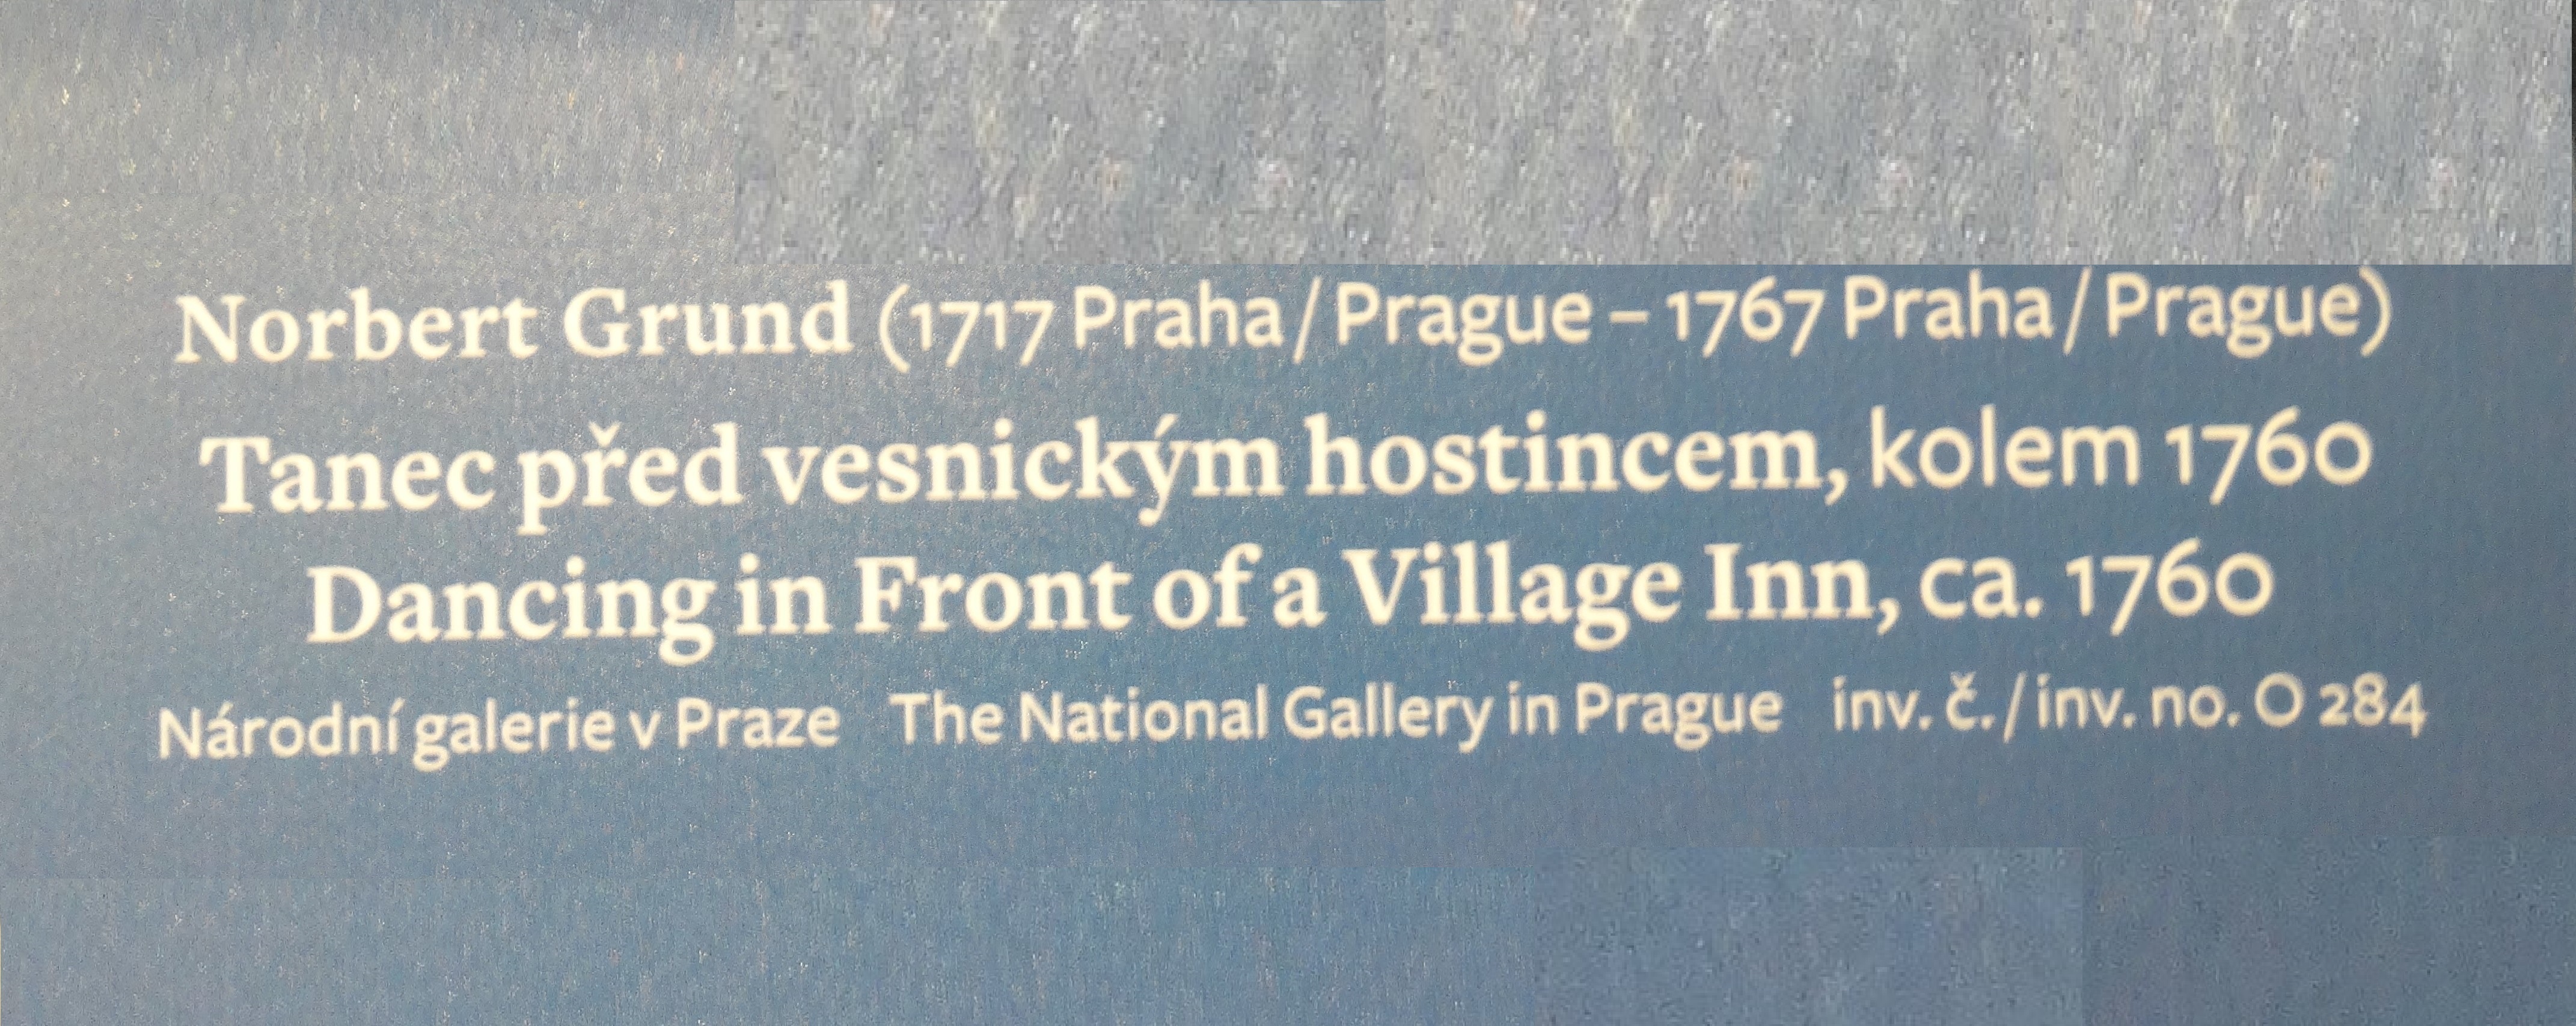 Norbert Grund (1717 Praha / Prague – 1767 Praha / Prague)
Tanec před vesnickým hostincem, kolem 1760
Dancing in Front of a Village Inn, ca. 1760
Národní galerie v Praze The National Gallery in Prague inv. č. / inv. no. O 284